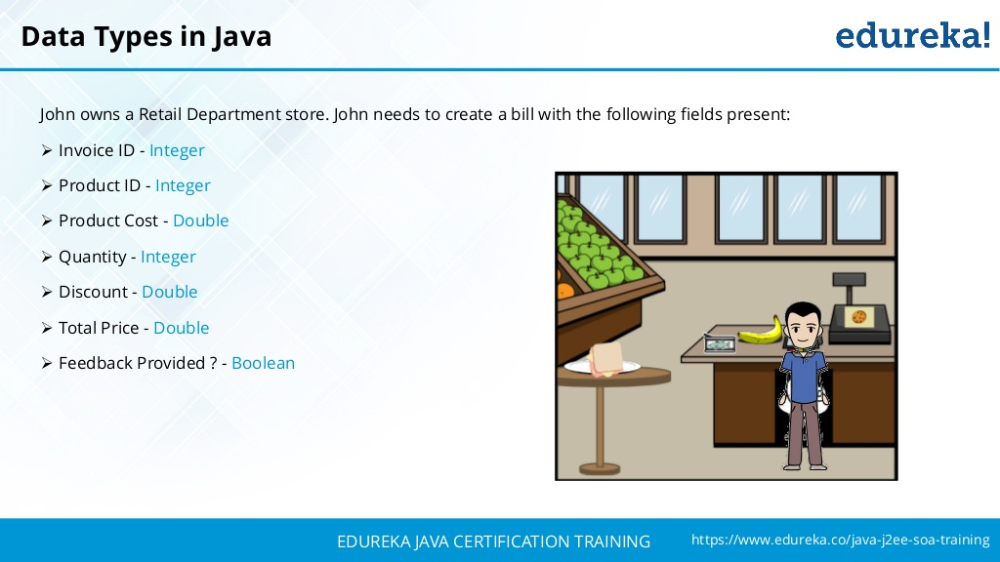 Data Types in Java
edureka!
John owns a Retail Department store. John needs to create a bill with the following fields present:
➢ Invoice ID - Integer
➢ Product ID - Integer
➢ Product Cost - Double
➢ Quantity - Integer
➢ Discount - Double
➢ Total Price - Double
➢ Feedback Provided ? - Boolean
EDUREKA JAVA CERTIFICATION TRAINING
https://www.edureka.co/java-j2ee-soa-training